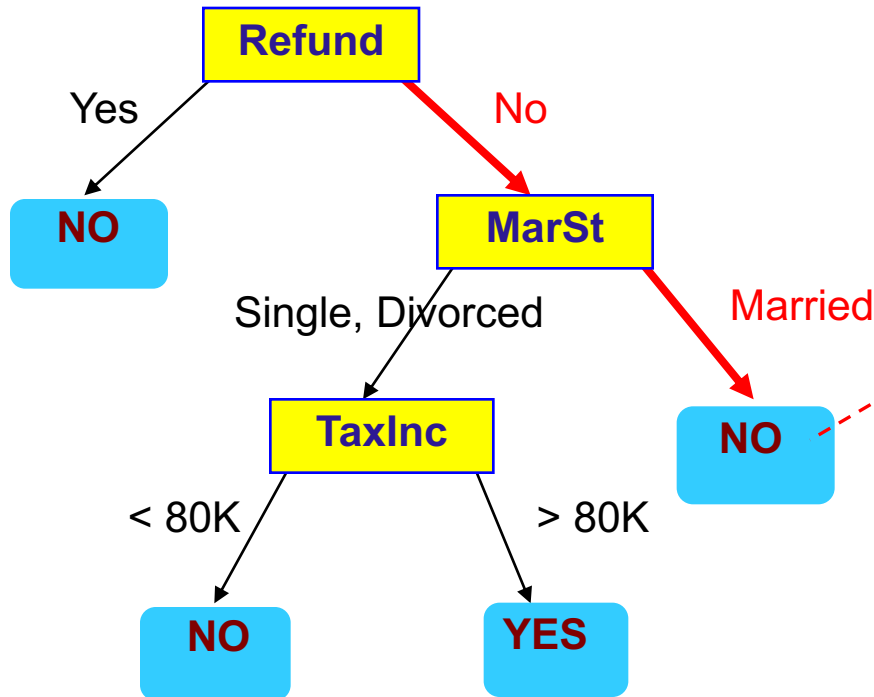 Refund
Yes
No
NO
MarSt
Single, Divorced
Married
TaxInc
NO
< 80K
> 80K
NO
YES